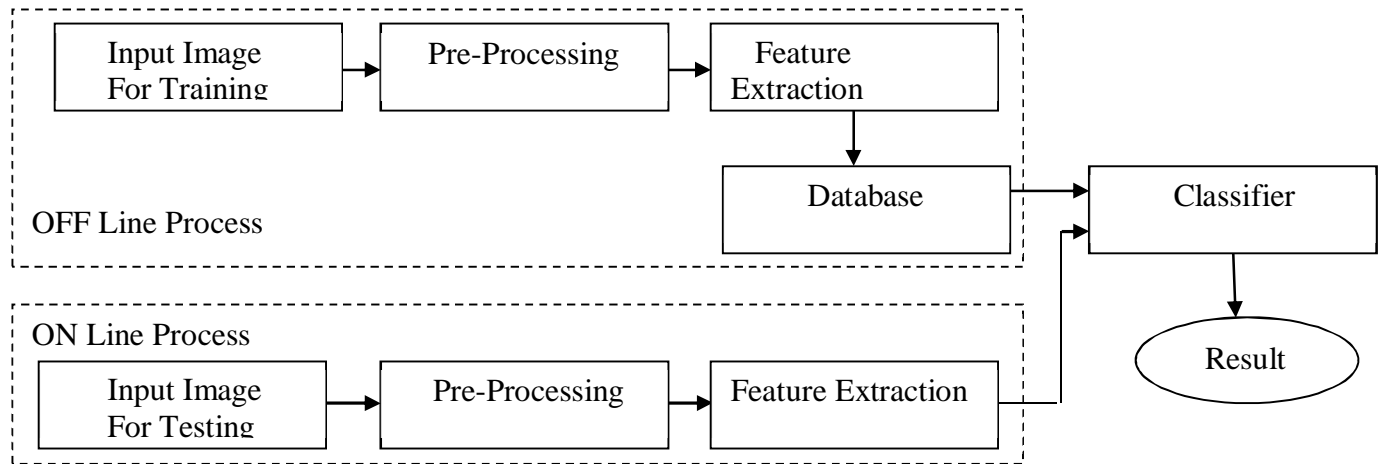 Input Image
For Training
Pre-Processing
Feature
Extraction
Database
Classifier
OFF Line Process
ON Line Process
Result
Input Image
For Testing
Pre-Processing
Feature Extraction